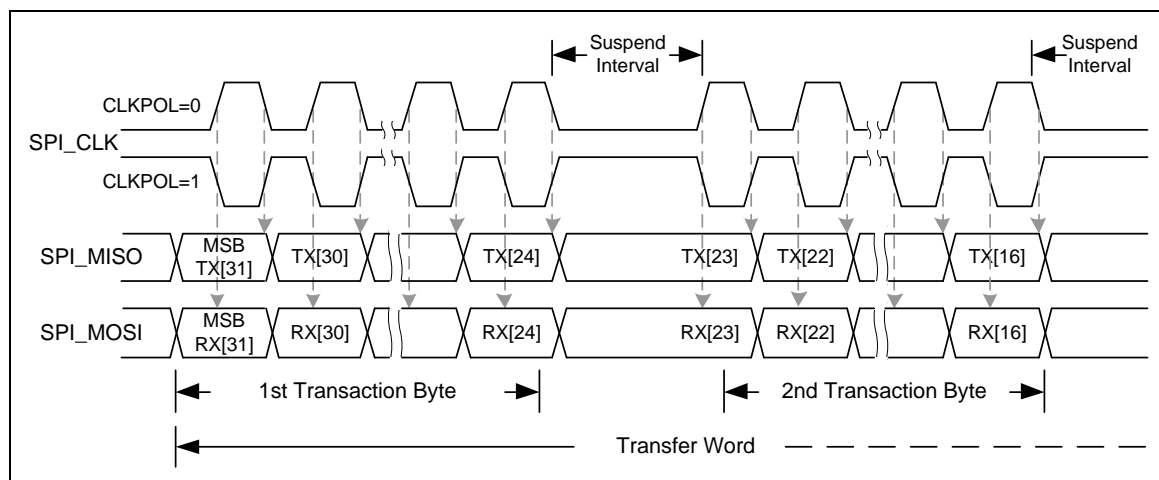 Suspend
Interval
Suspend
Interval
CLKPOL=0
SPI_CLK
CLKPOL=1
SPI_MISO
MSB
TX[31]
TX[30]
TX[24]
TX[23]
TX[22]
TX[16]
SPI_MOSI
MSB
RX[31]
RX[30]
RX[24]
RX[23]
RX[22]
RX[16]
1st Transaction Byte
2nd Transaction Byte
Transfer Word